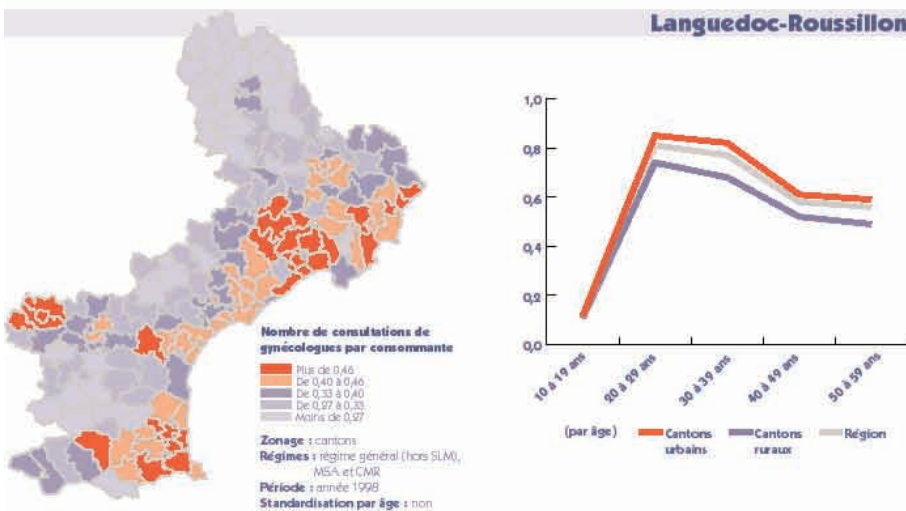 Languedoc-Roussillon
Nombre de consultations de
gynécologues par consommante
Plus de 0,46
De 0,40 à 0,46
De 0,33 à 0,40
De 0,27 à 0,33
Moins de 0,27
Zonage : cantons
Régimes : régime général (hors SLM),
MSA et CMR
Période : année 1998
Standardisation par âge : non
1,0
0,8
0,6
0,4
0,2
0,0
10 à 19 ans
20 à 29 ans
30 à 39 ans
40 à 49 ans
50 à 59 ans
(par âge)
Cantons
urbains
Cantons
ruraux
Région